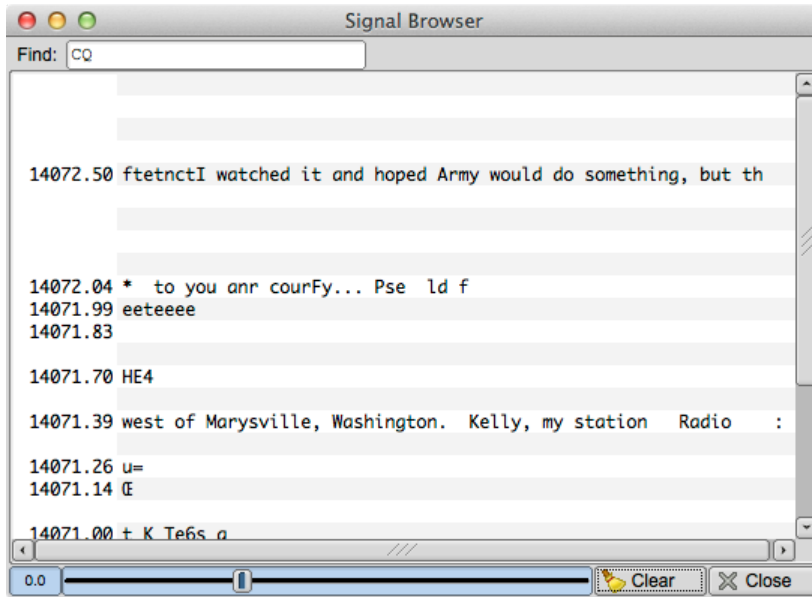 Signal Browser
Find: CQ
14072.50 ftetnctI watched it and hoped Army would do something, but th
14072.04 *  to you anr courFy... Pse  ld f
14071.99 eeteeee
14071.83
14071.70 HE4
14071.39 west of Marysville, Washington.  Kelly, my station   Radio    :
14071.26 u=
14071.14 Œ
14071.00 t K Te6s a
0.0 Clear Close